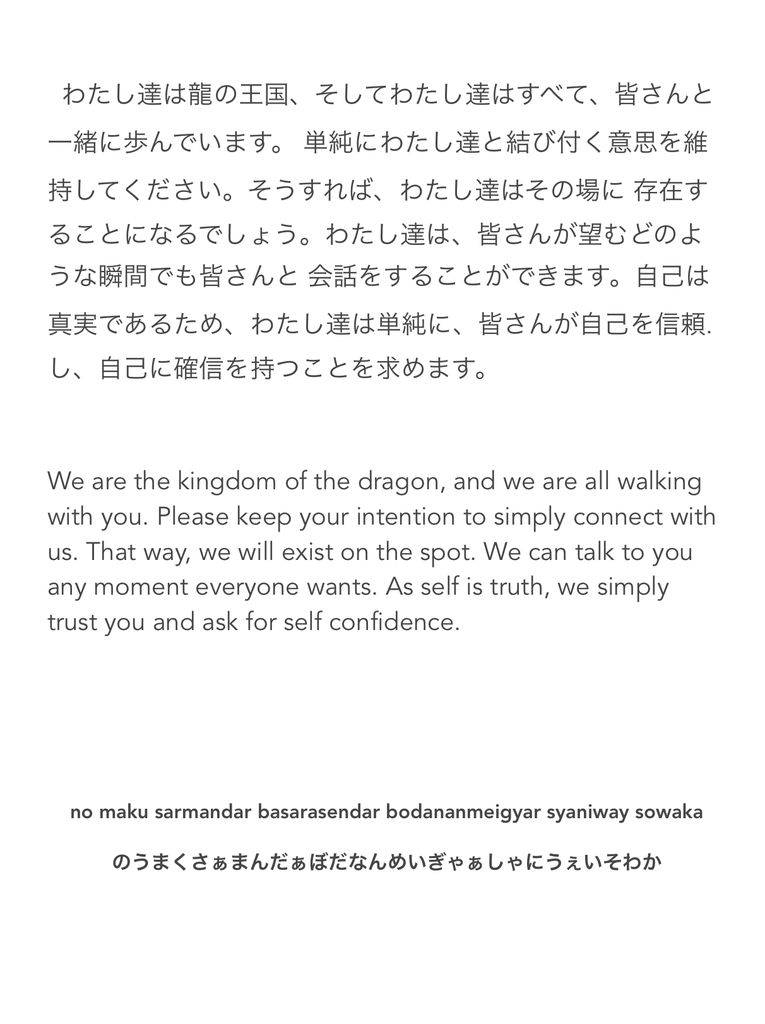 わたし達は龍の王国、そしてわたし達はすべて、皆さんと
一緒に歩んでいます。 単純にわたし達と結び付く意思を維
持してください。そうすれば、わたし達はその場に 存在す
ることになるでしょう。わたし達は、皆さんが望むどのよ
うな瞬間でも皆さんと 会話をすることができます。自己は
真実であるため、わたし達は単純に、皆さんが自己を信頼.
し、自己に確信を持つことを求めます。
We are the kingdom of the dragon, and we are all walking
with you. Please keep your intention to simply connect with
us. That way, we will exist on the spot. We can talk to you
any moment everyone wants. As self is truth, we simply
trust you and ask for self confidence.
no maku sarmandar basarasendar bodananmeigyar syaniway sowaka
のうまくさぁまんだぁぼだなんめいぎゃぁしゃにうぇいそわか